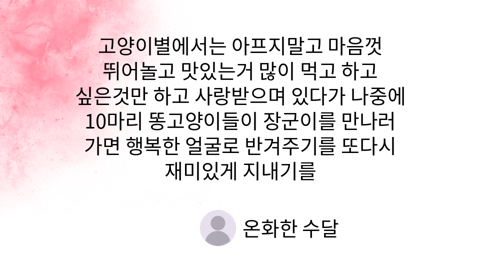 고양이별에서는 아프지말고 마음껏
뛰어놀고 맛있는거 많이 먹고 하고
싶은것만 하고 사랑받으며 있다가 나중에
10마리 똥고양이들이 장군이를 만나러
가면 행복한 얼굴로 반겨주기를 또다시
재미있게 지내기를
온화한 수달